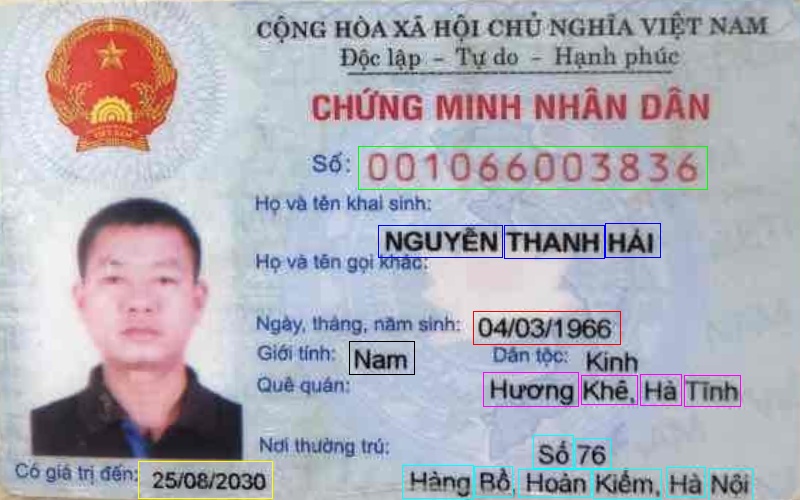 CỘNG HÒA XÃ HỘI CHỦ NGHĨA VIỆT NAM
Độc lập - Tự do - Hạnh phúc
CHỨNG MINH NHÂN DÂN
Số: 001066003836
Họ và tên khai sinh:
NGUYỄN THANH HẢI
Họ và tên gọi khác:
Ngày, tháng, năm sinh: 04/03/1966
Giới tính: Nam Dân tộc: Kinh
Quê quán: Hương Khê, Hà Tĩnh
Nơi thường trú: Số 76
Hàng Bồ, Hoàn Kiếm, Hà Nội
Có giá trị đến: 25/08/2030